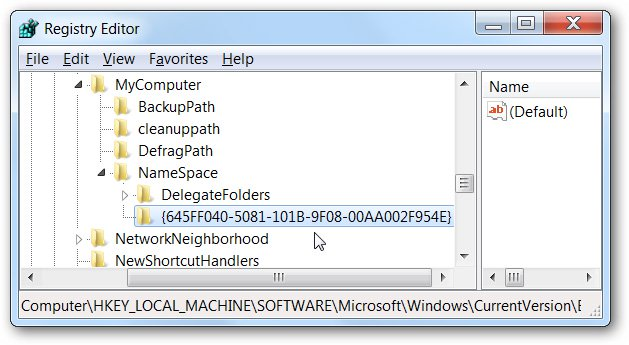 Registry Editor
File Edit View Favorites Help
MyComputer
BackupPath
cleanuppath
DefragPath
NameSpace
DelegateFolders
{645FF040-5081-101B-9F08-00AA002F954E}
NetworkNeighborhood
NewShortcutHandlers
Name
ab (Default)
Computer\HKEY_LOCAL_MACHINE\SOFTWARE\Microsoft\Windows\CurrentVersion\E